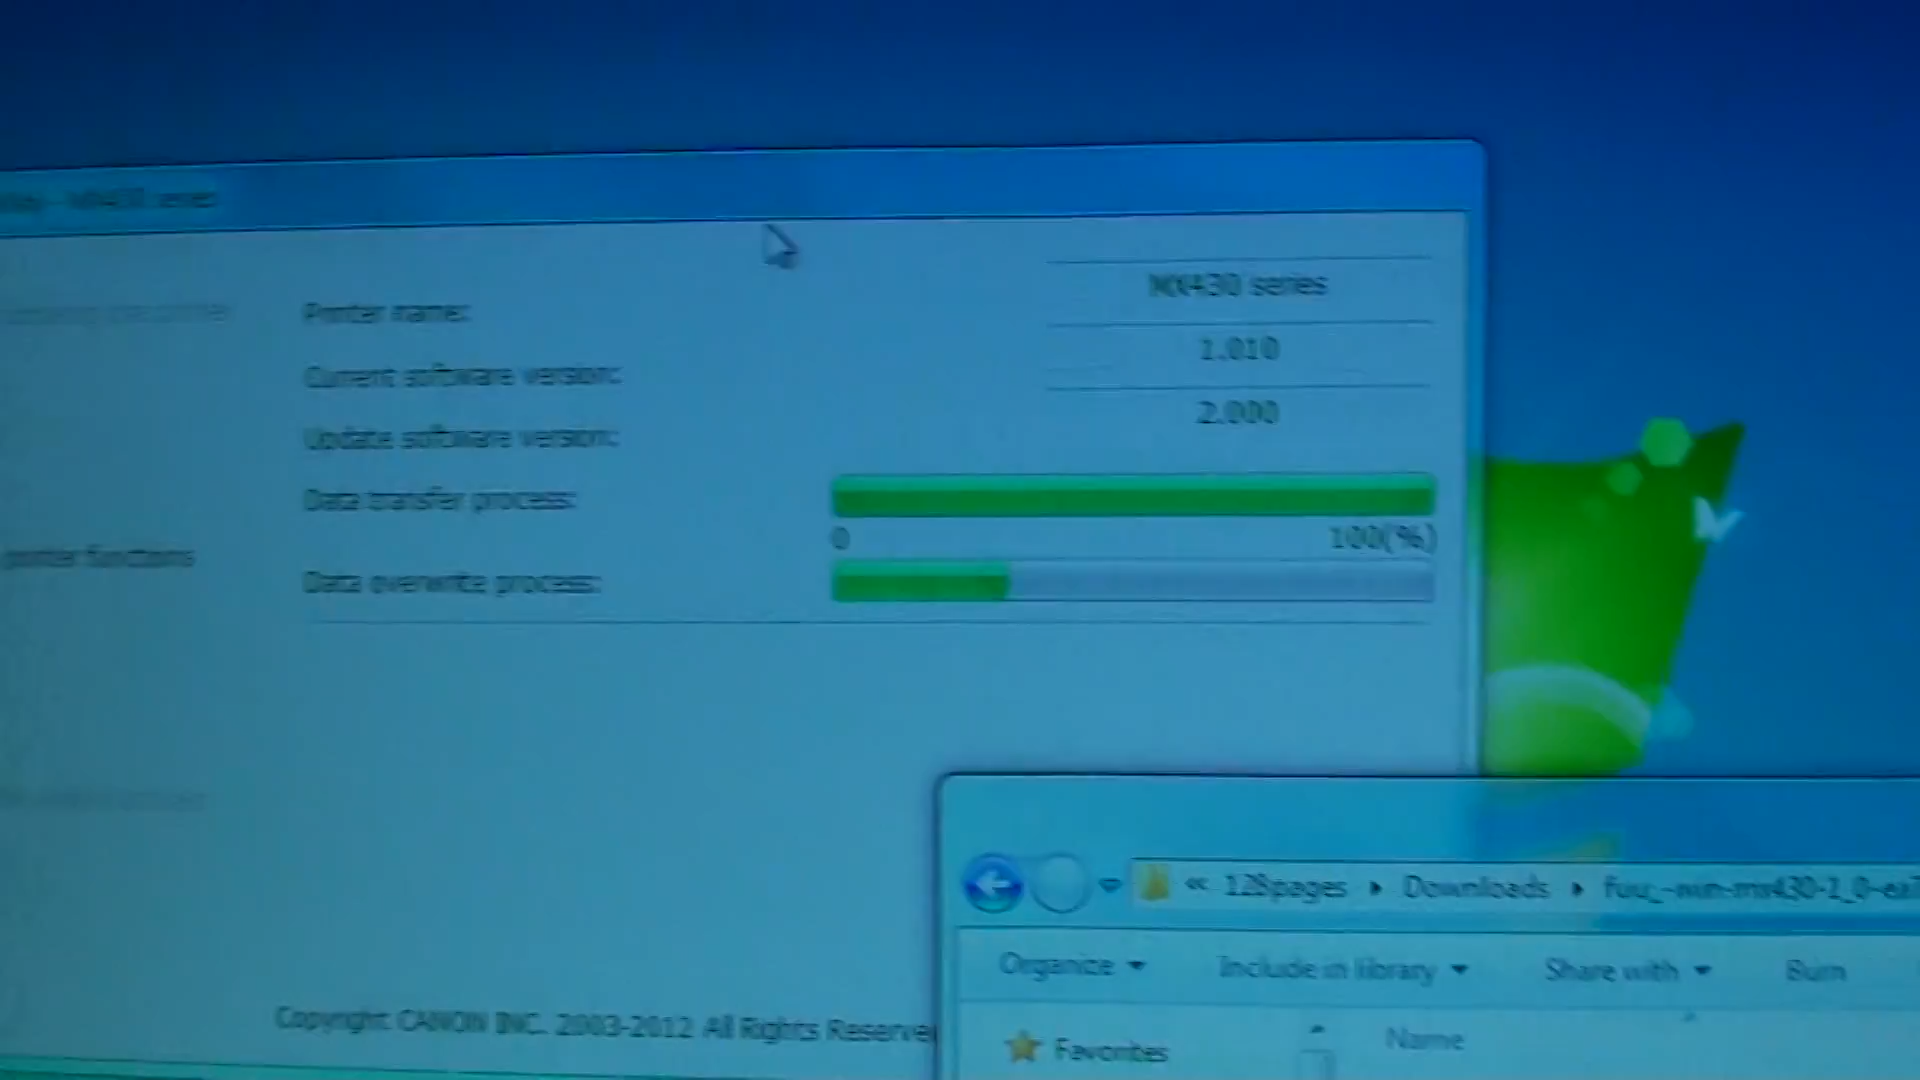 MX430 series
Printer name:
1.010
Current software version:
2.000
Update software version:
Data transfer process:
0 100(%)
printer functions
Data overwrite process:
« 128pages ▸ Downloads ▸
Organize Include in library Share with Burn
Copyright CANON INC. 2003-2012 All Rights Reserve
Favorites Name